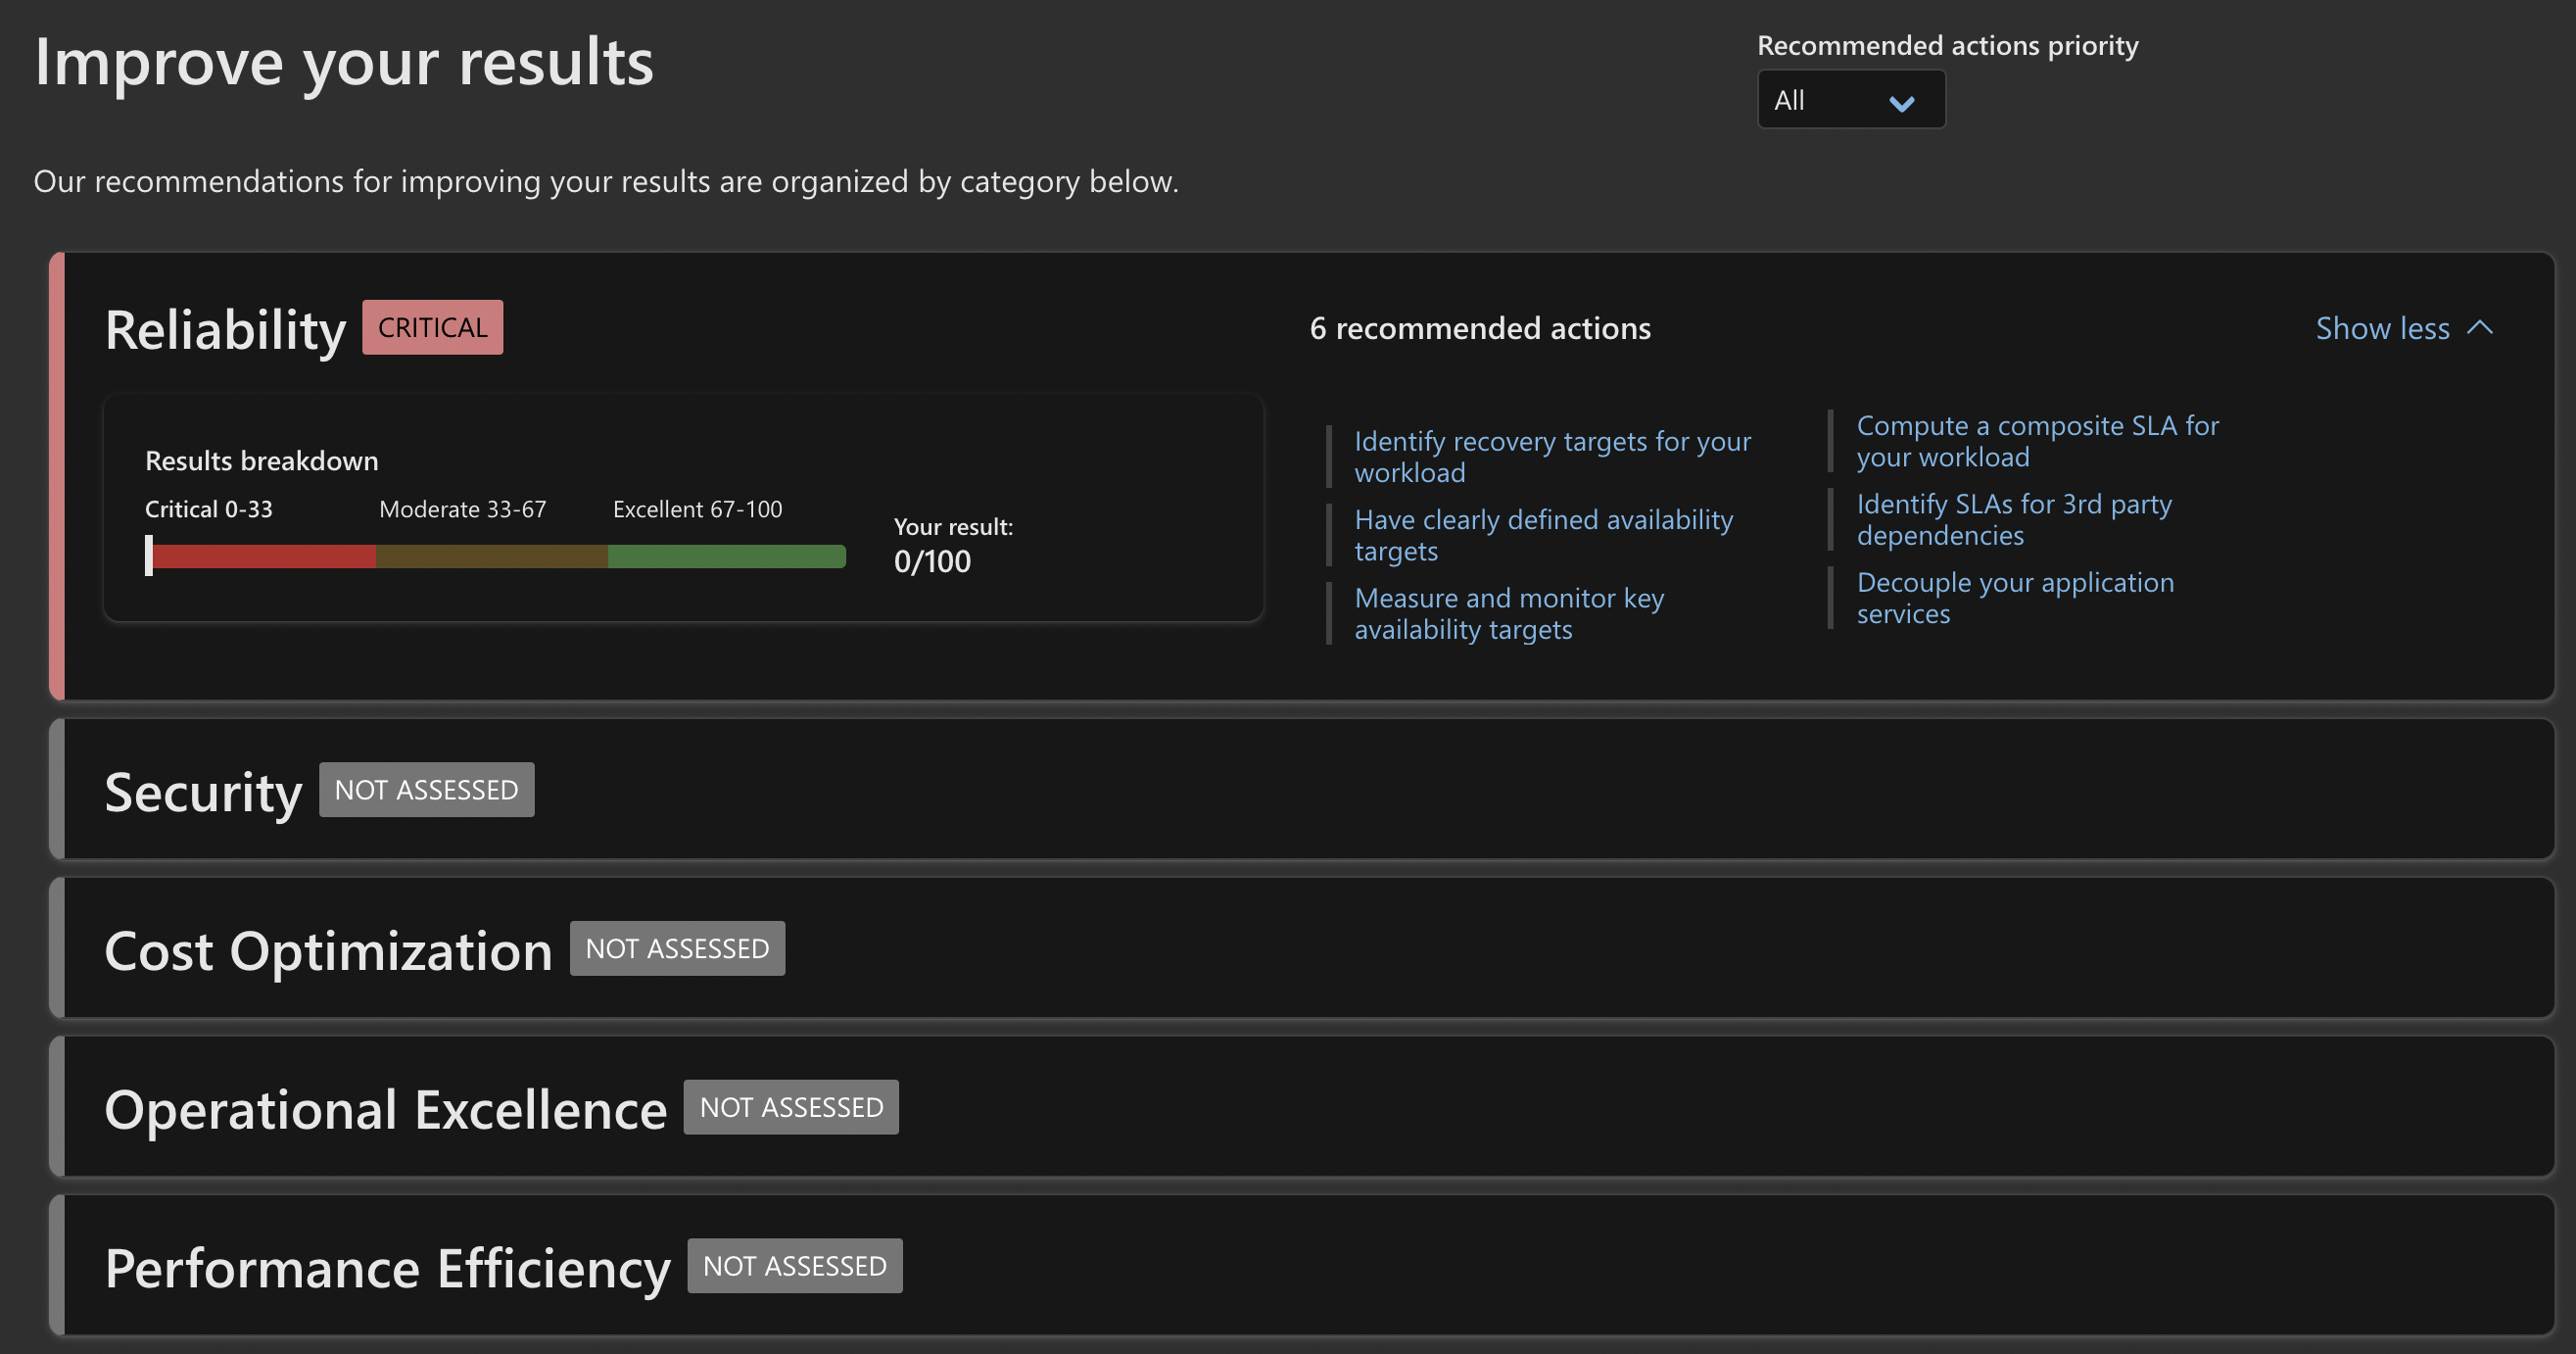 Improve your results
Recommended actions priority
All
Our recommendations for improving your results are organized by category below.
Reliability CRITICAL
6 recommended actions
Show less
Results breakdown
Critical 0-33 Moderate 33-67 Excellent 67-100
Your result:
0/100
Identify recovery targets for your
workload
Have clearly defined availability
targets
Measure and monitor key
availability targets
Compute a composite SLA for
your workload
Identify SLAs for 3rd party
dependencies
Decouple your application
services
Security NOT ASSESSED
Cost Optimization NOT ASSESSED
Operational Excellence NOT ASSESSED
Performance Efficiency NOT ASSESSED